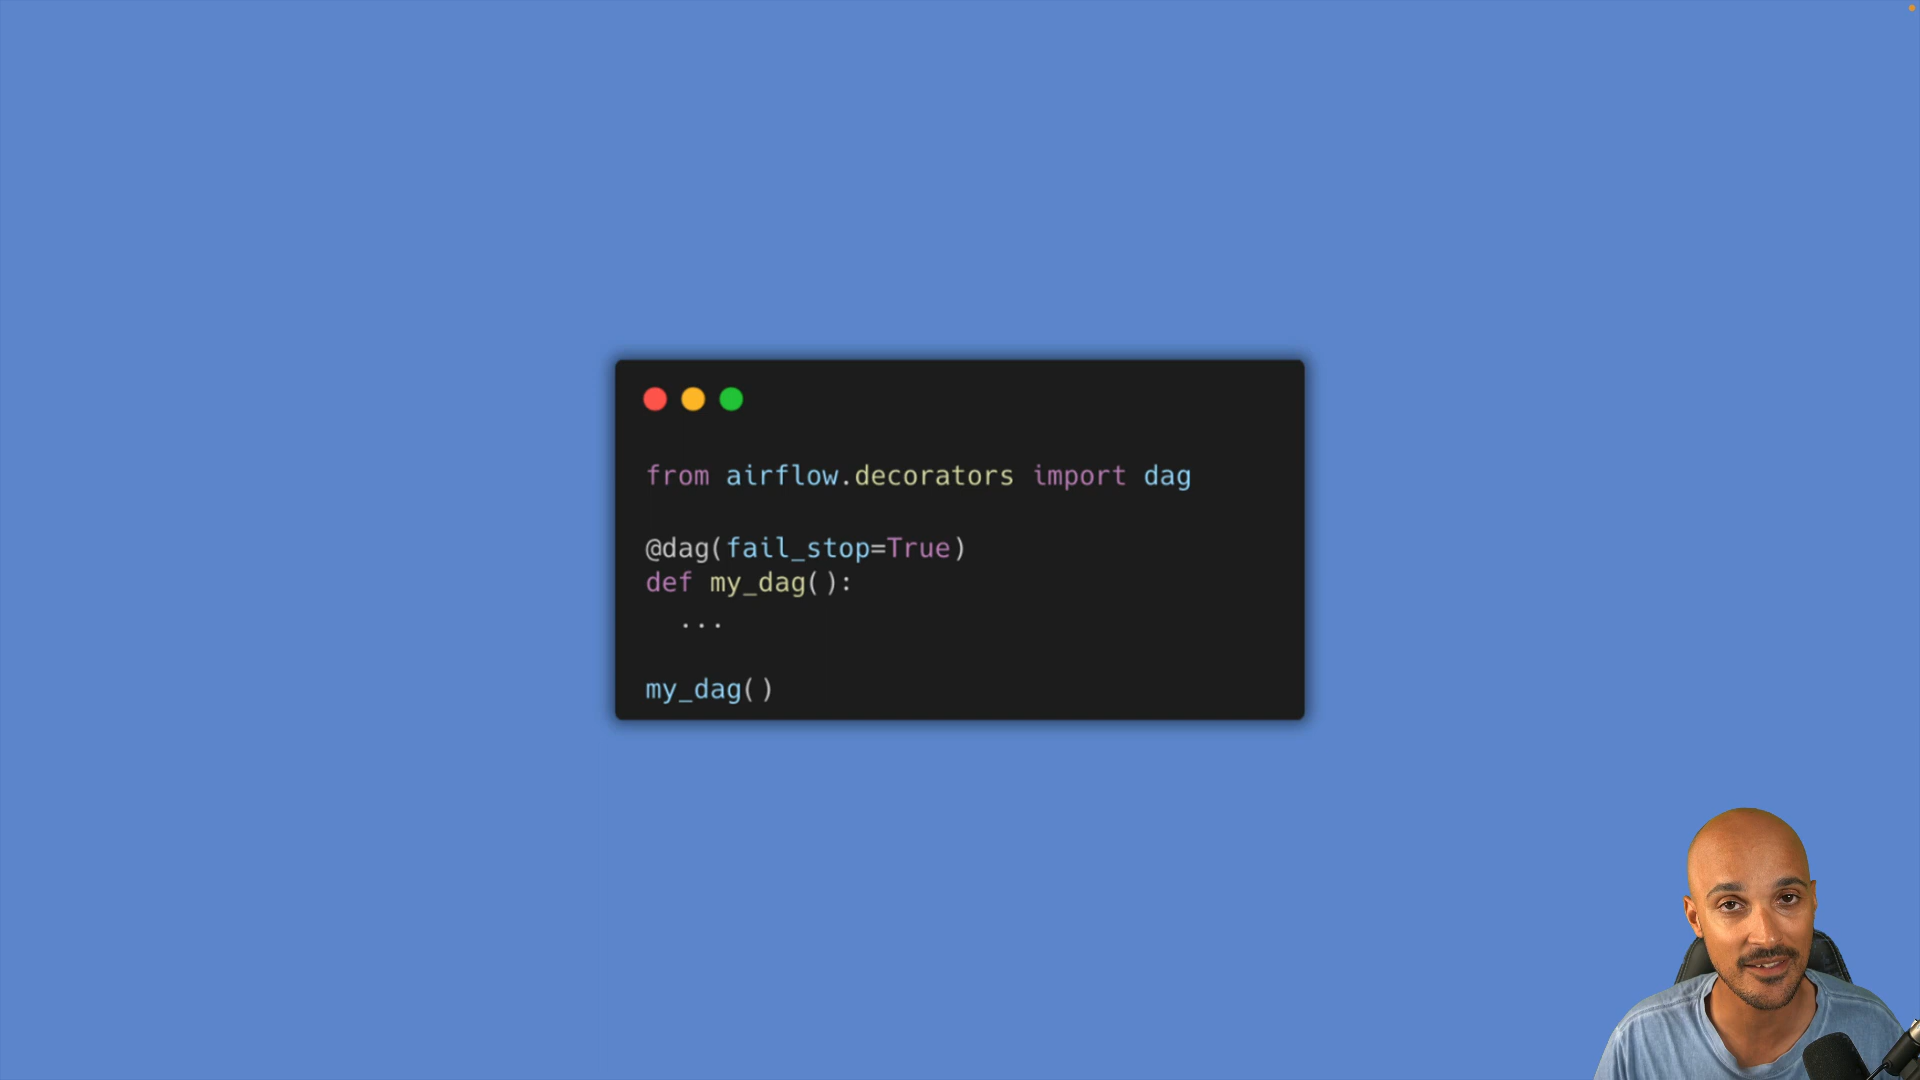 from airflow.decorators import dag
@dag(fail_stop=True)
def my_dag():
...
my_dag()